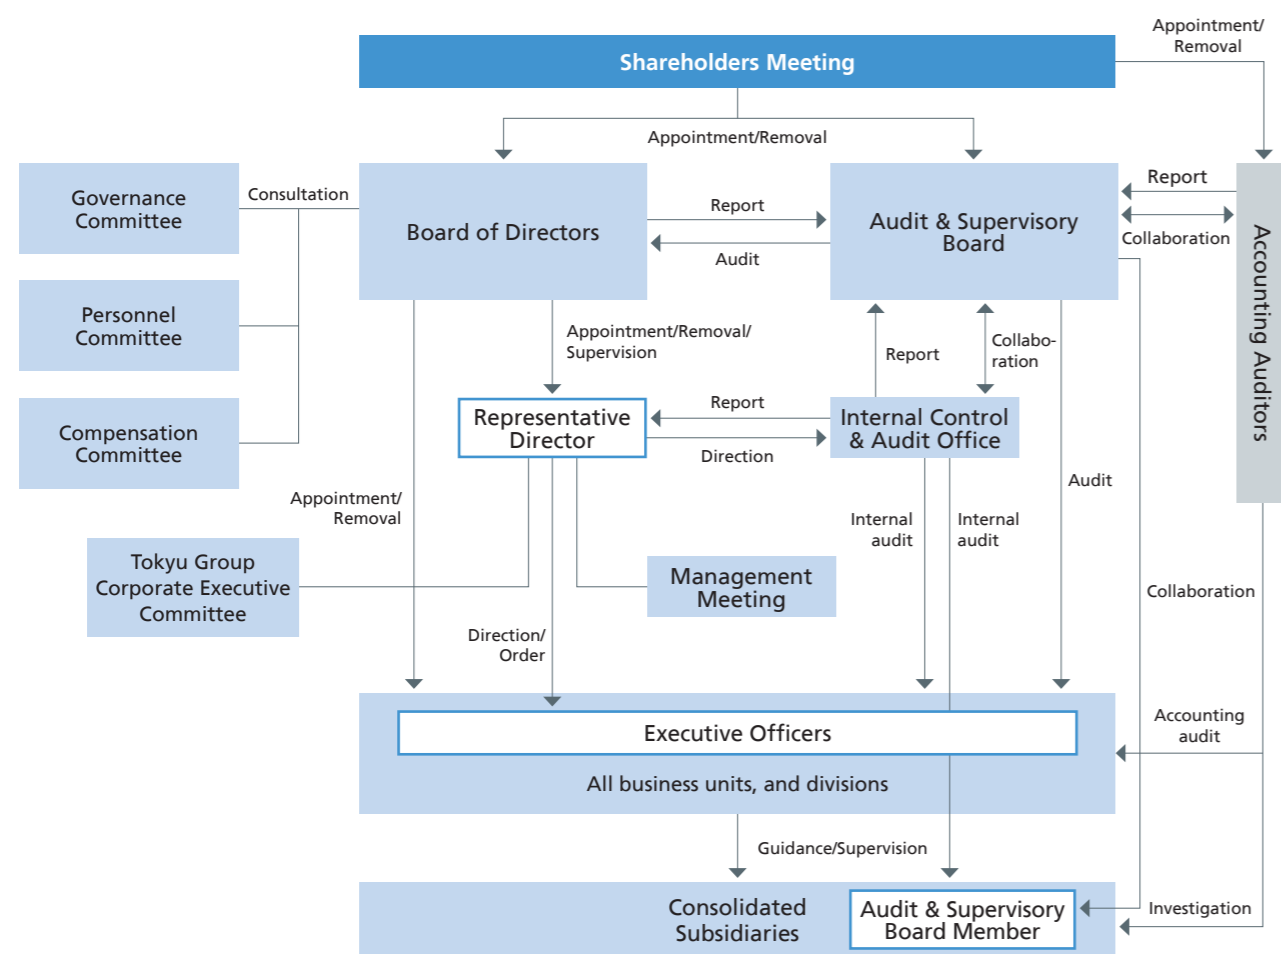 Appointment/
Removal
Shareholders Meeting
Appointment/Removal
Governance
Committee
Consultation
Board of Directors
Report
Audit
Audit & Supervisory
Board
Report
Collaboration
Accounting Auditors
Personnel
Committee
Appointment/Removal/
Supervision
Report
Collabo-
ration
Compensation
Committee
Representative
Director
Report
Direction
Internal Control
& Audit Office
Appointment/
Removal
Internal
audit
Internal
audit
Audit
Tokyu Group
Corporate Executive
Committee
Management
Meeting
Collaboration
Direction/
Order
Executive Officers
All business units, and divisions
Accounting
audit
Guidance/Supervision
Consolidated
Subsidiaries
Audit & Supervisory
Board Member
Investigation